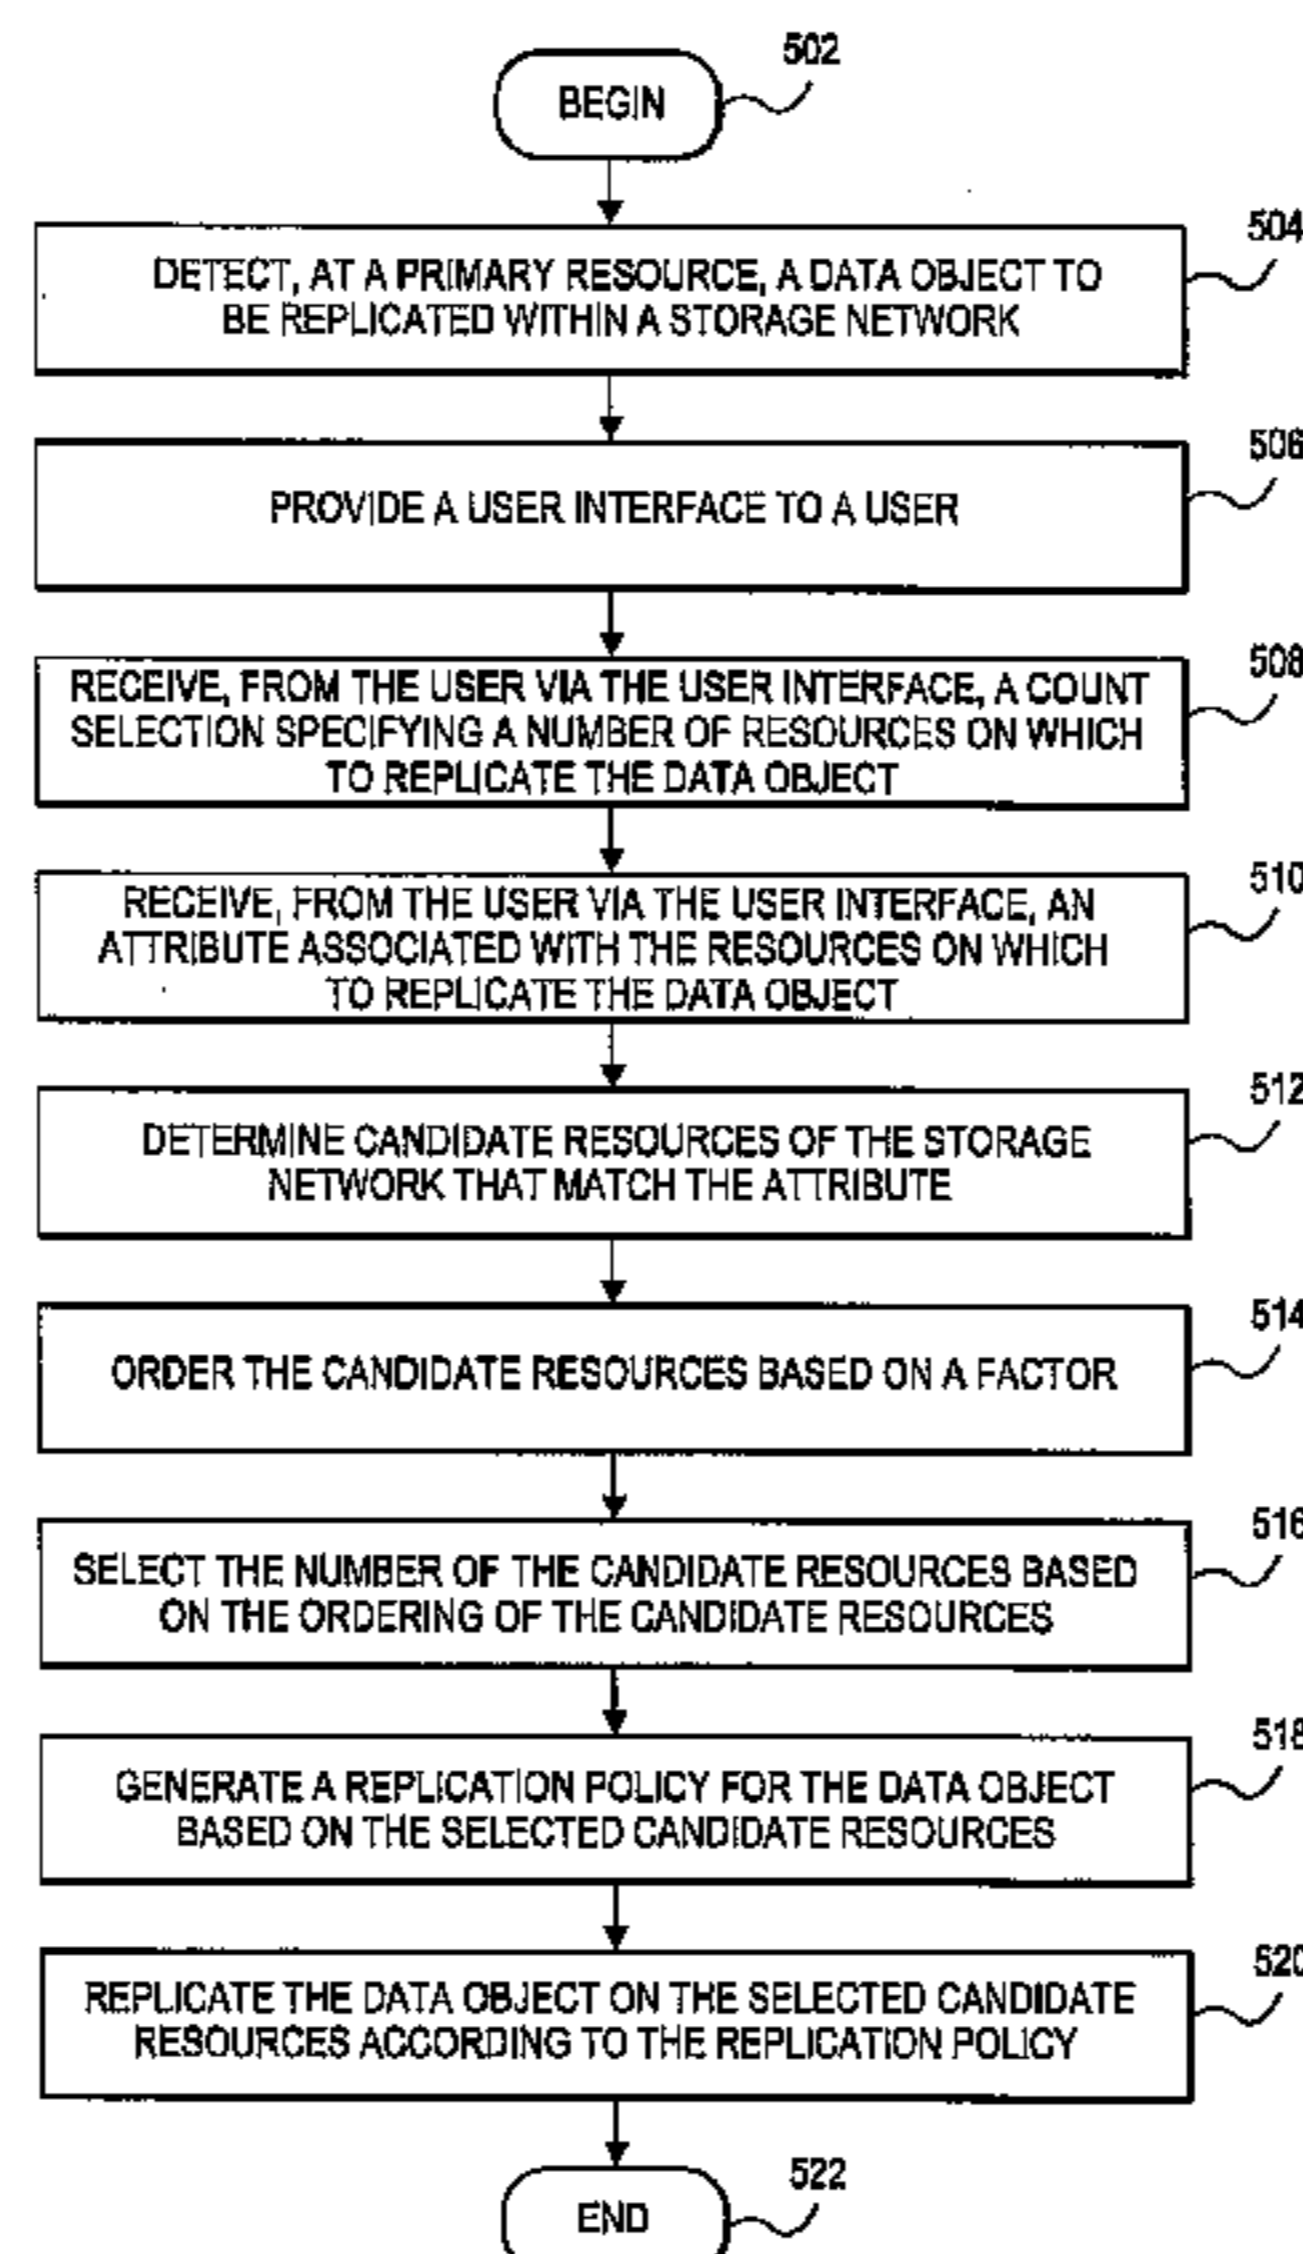 502
BEGIN
504
DETECT, AT A PRIMARY RESOURCE, A DATA OBJECT TO
BE REPLICATED WITHIN A STORAGE NETWORK
506
PROVIDE A USER INTERFACE TO A USER
508
RECEIVE, FROM THE USER VIA THE USER INTERFACE, A COUNT
SELECTION SPECIFYING A NUMBER OF RESOURCES ON WHICH
TO REPLICATE THE DATA OBJECT
510
RECEIVE, FROM THE USER VIA THE USER INTERFACE, AN
ATTRIBUTE ASSOCIATED WITH THE RESOURCES ON WHICH
TO REPLICATE THE DATA OBJECT
512
DETERMINE CANDIDATE RESOURCES OF THE STORAGE
NETWORK THAT MATCH THE ATTRIBUTE
514
ORDER THE CANDIDATE RESOURCES BASED ON A FACTOR
516
SELECT THE NUMBER OF THE CANDIDATE RESOURCES BASED
ON THE ORDERING OF THE CANDIDATE RESOURCES
518
GENERATE A REPLICATION POLICY FOR THE DATA OBJECT
BASED ON THE SELECTED CANDIDATE RESOURCES
520
REPLICATE THE DATA OBJECT ON THE SELECTED CANDIDATE
RESOURCES ACCORDING TO THE REPLICATION POLICY
522
END